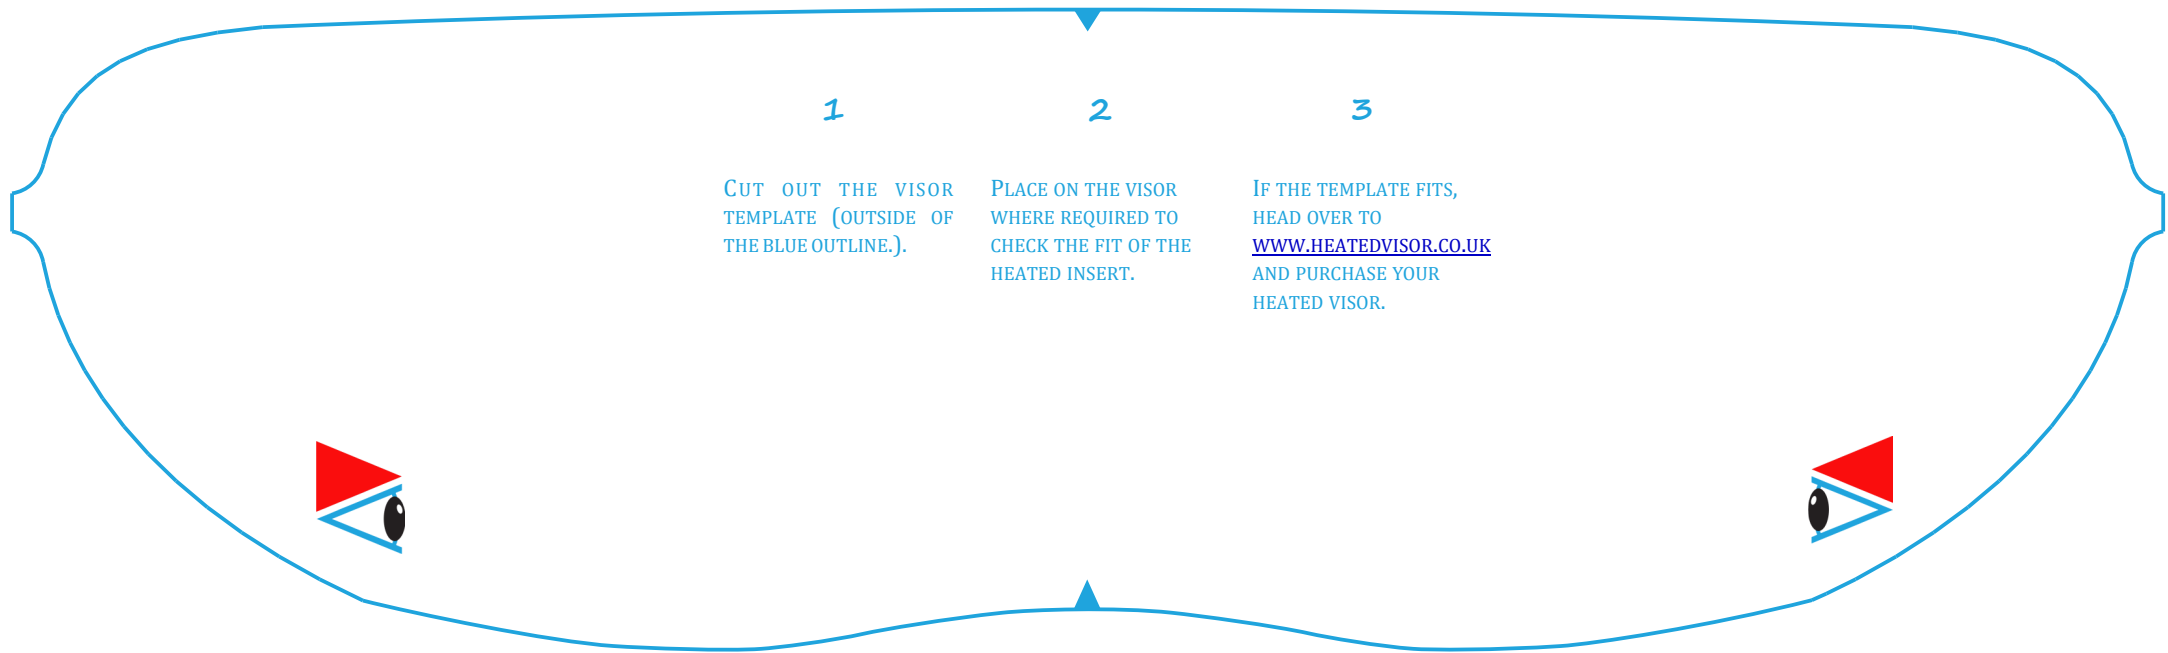 1
CUT OUT THE VISOR
TEMPLATE (OUTSIDE OF
THE BLUE OUTLINE.).
2
PLACE ON THE VISOR
WHERE REQUIRED TO
CHECK THE FIT OF THE
HEATED INSERT.
3
IF THE TEMPLATE FITS,
HEAD OVER TO
WWW.HEATEDVISOR.CO.UK
AND PURCHASE YOUR
HEATED VISOR.